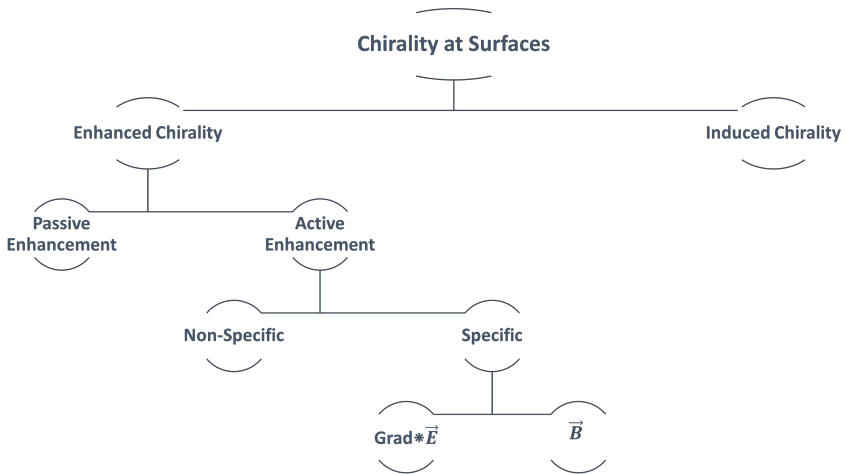 Chirality at Surfaces
Enhanced Chirality
Induced Chirality
Passive
Enhancement
Active
Enhancement
Non-Specific
Specific
Grad*E⃗
B⃗